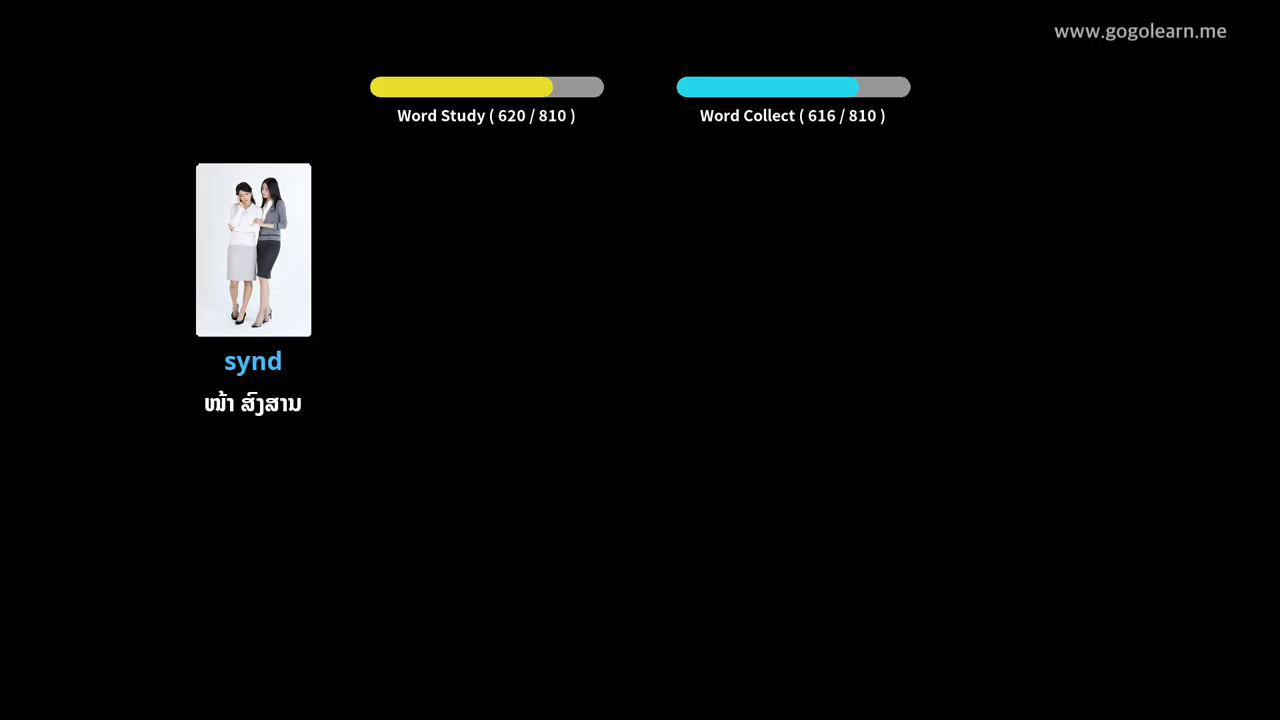 www.gogolearn.me
Word Study ( 620 / 810 )
Word Collect ( 616 / 810 )
synd
ໜ້າ ສົງສານ